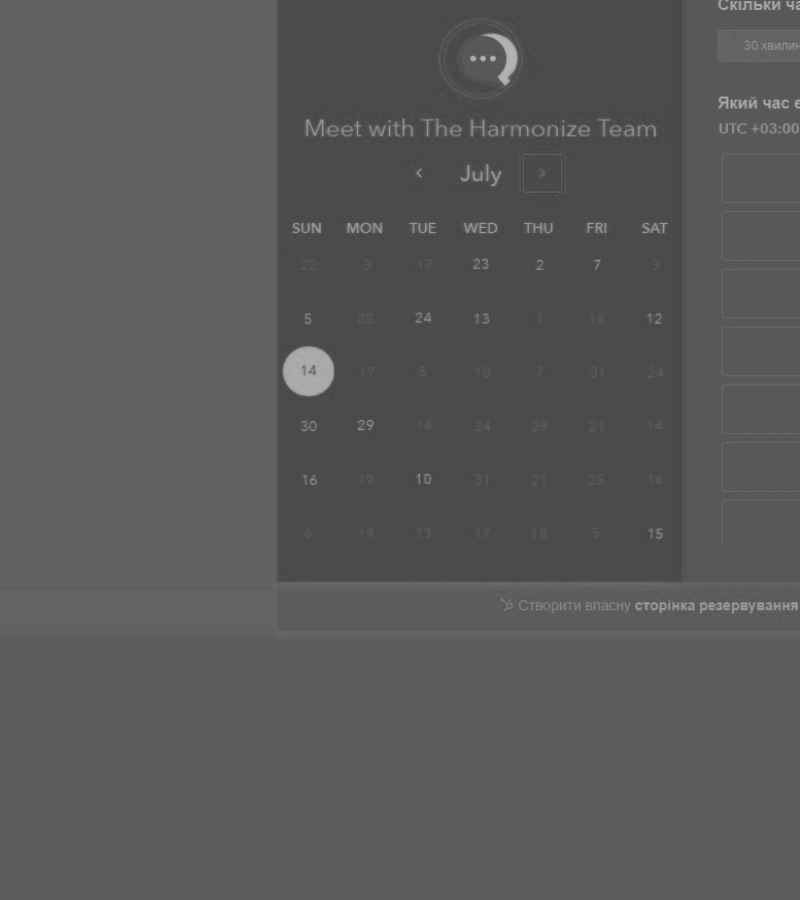 Скільки ча
30 хвилин
Meet with The Harmonize Team
Який час є
UTC +03:00
July
SUN MON TUE WED THU FRI SAT
22 3 17 23 2 7 3
5 28 24 13 1 18 12
14 17 5 10 7 31 24
30 29 14 24 29 21 14
16 19 10 31 21 25 16
6 19 13 17 18 5 15
Створити власну сторінка резервування